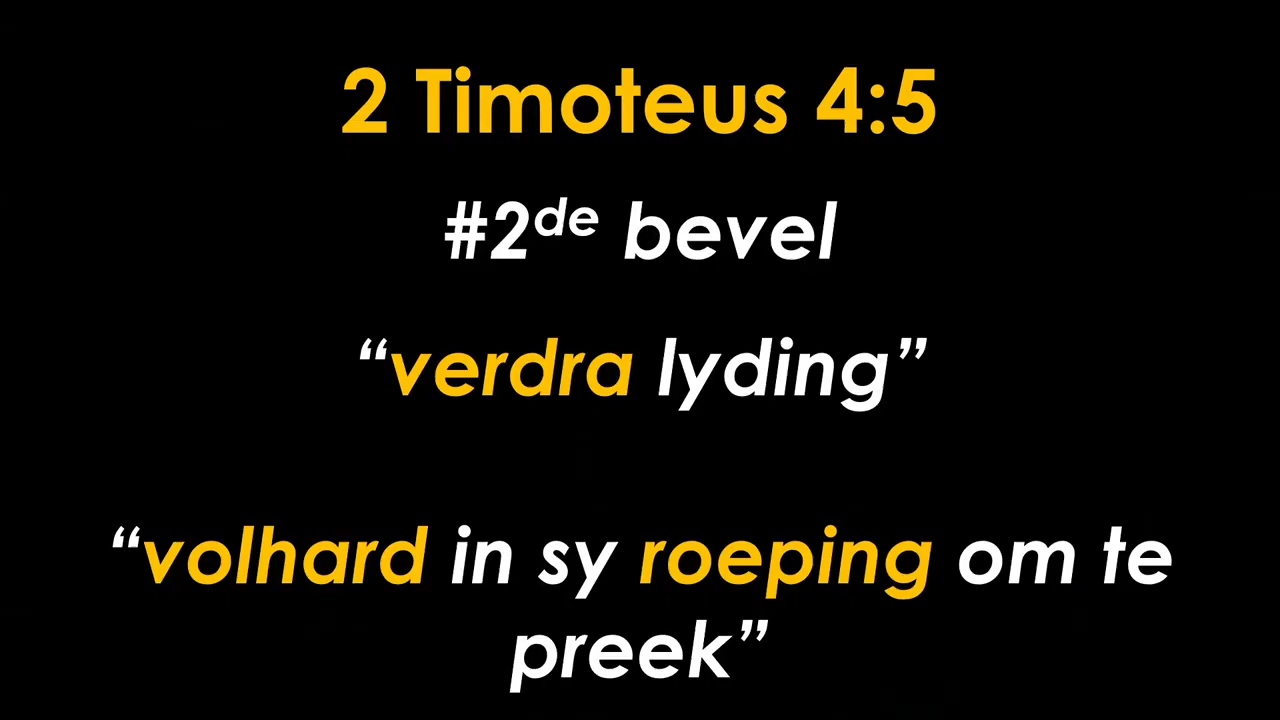 2 Timoteus 4:5
#2de bevel
“verdra lyding”
“volhard in sy roeping om te
preek”